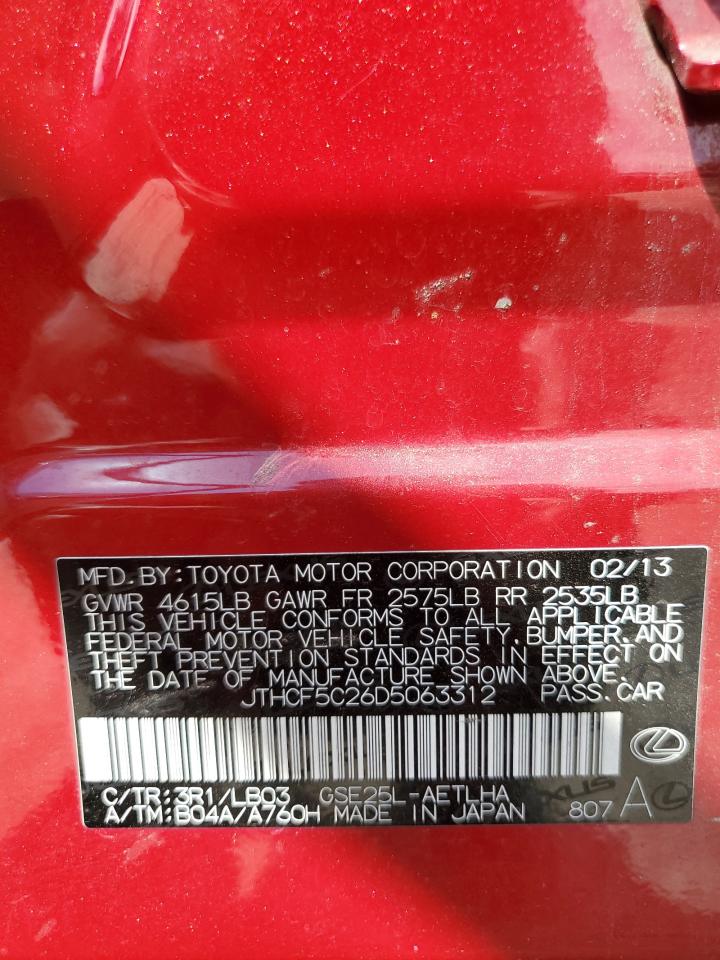 MFD.BY:TOYOTA MOTOR CORPORATION 02/13
GVWR 4615LB GAWR FR 2575LB RR 2535LB
THIS VEHICLE CONFORMS TO ALL APPLICABLE
FEDERAL MOTOR VEHICLE SAFETY,BUMPER,AND
THEFT PREVENTION STANDARDS IN EFFECT ON
THE DATE OF MANUFACTURE SHOWN ABOVE.
JTHCF5C26D5063312 PASS.CAR
C/TR:3R1/LB03 GSE25L-AETLHA
A/TM:B04A/A760H MADE IN JAPAN 807 A